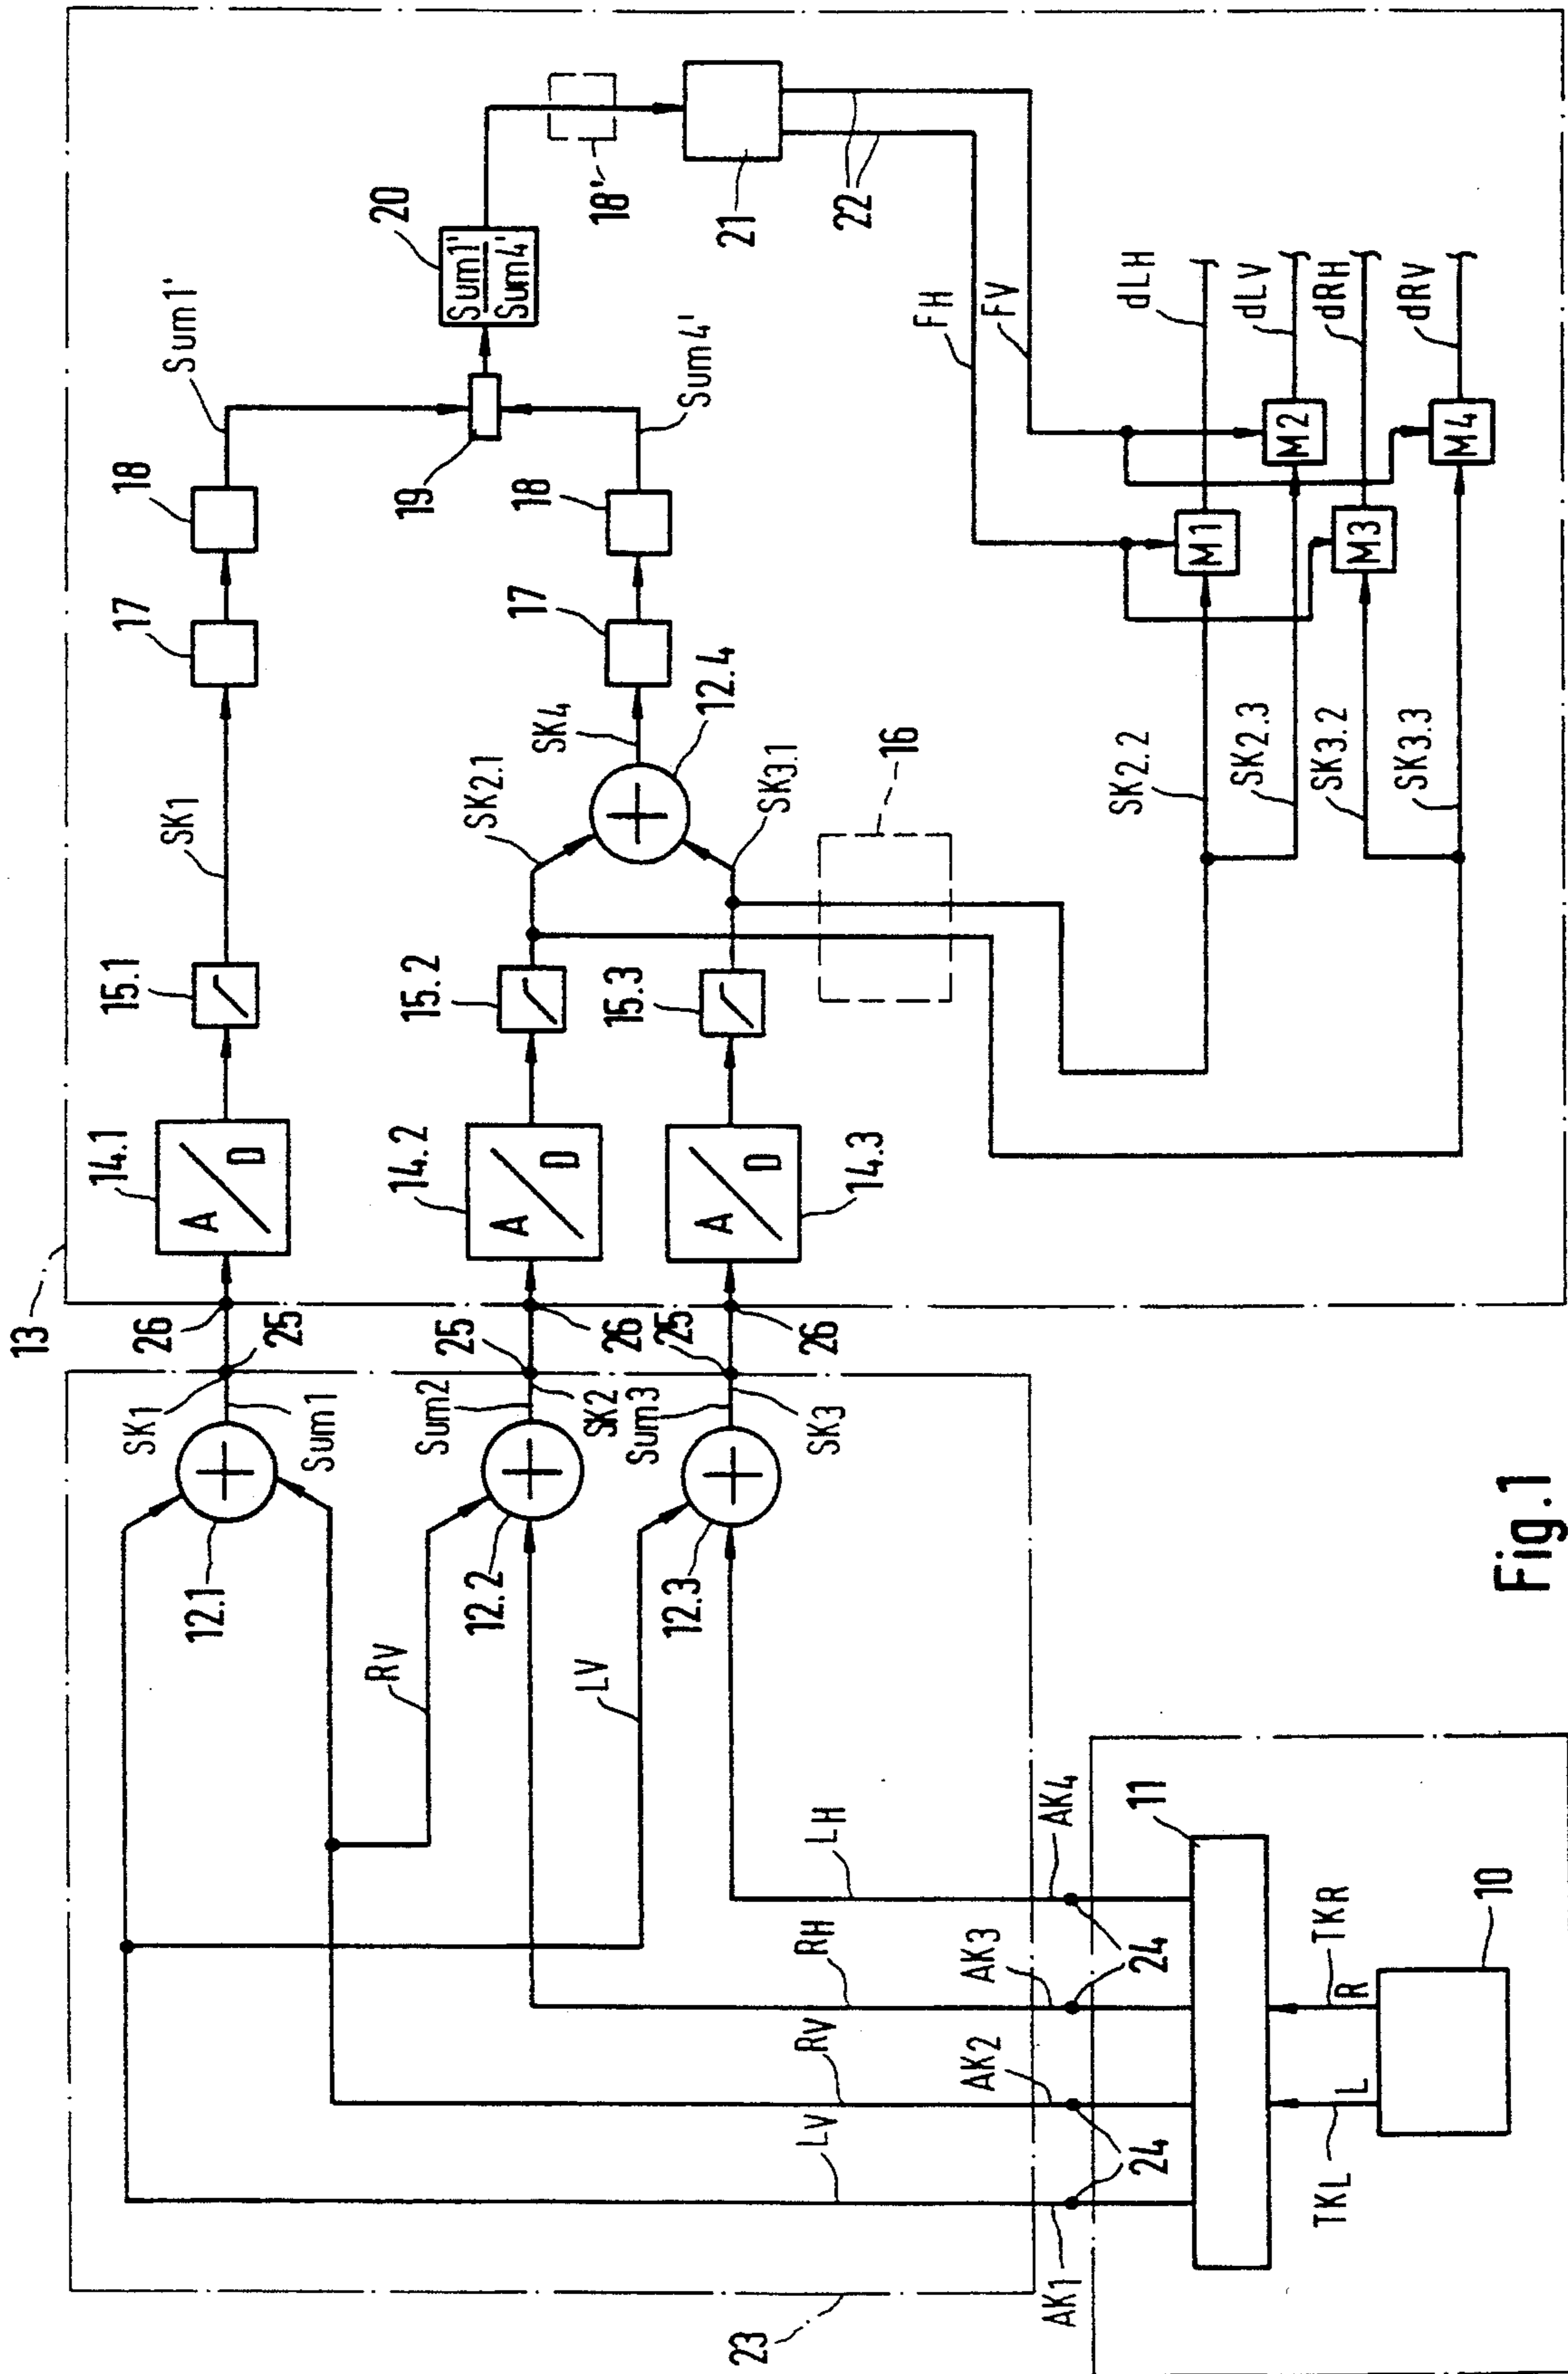 13
23
SK1
Sum1
12.1
25
26
14.1
A
D
15.1
SK1
17
18
Sum1'
RV
12.2
Sum2
SK2
25
26
14.2
A
D
15.2
SK2.1
SK4
17
18
Sum4'
19
20
Sum1'
Sum4'
18'
21
22
LV
12.3
Sum3
SK3
25
26
14.3
A
D
15.3
SK3.1
12.4
16
FH
FV
LV
RV
RH
LH
AK1
AK2
AK3
AK4
24
24
11
TKL
L
TKR
R
10
SK2.2
SK2.3
SK3.2
SK3.3
M1
M2
M3
M4
dLH
dLV
dRH
dRV
Fig.1